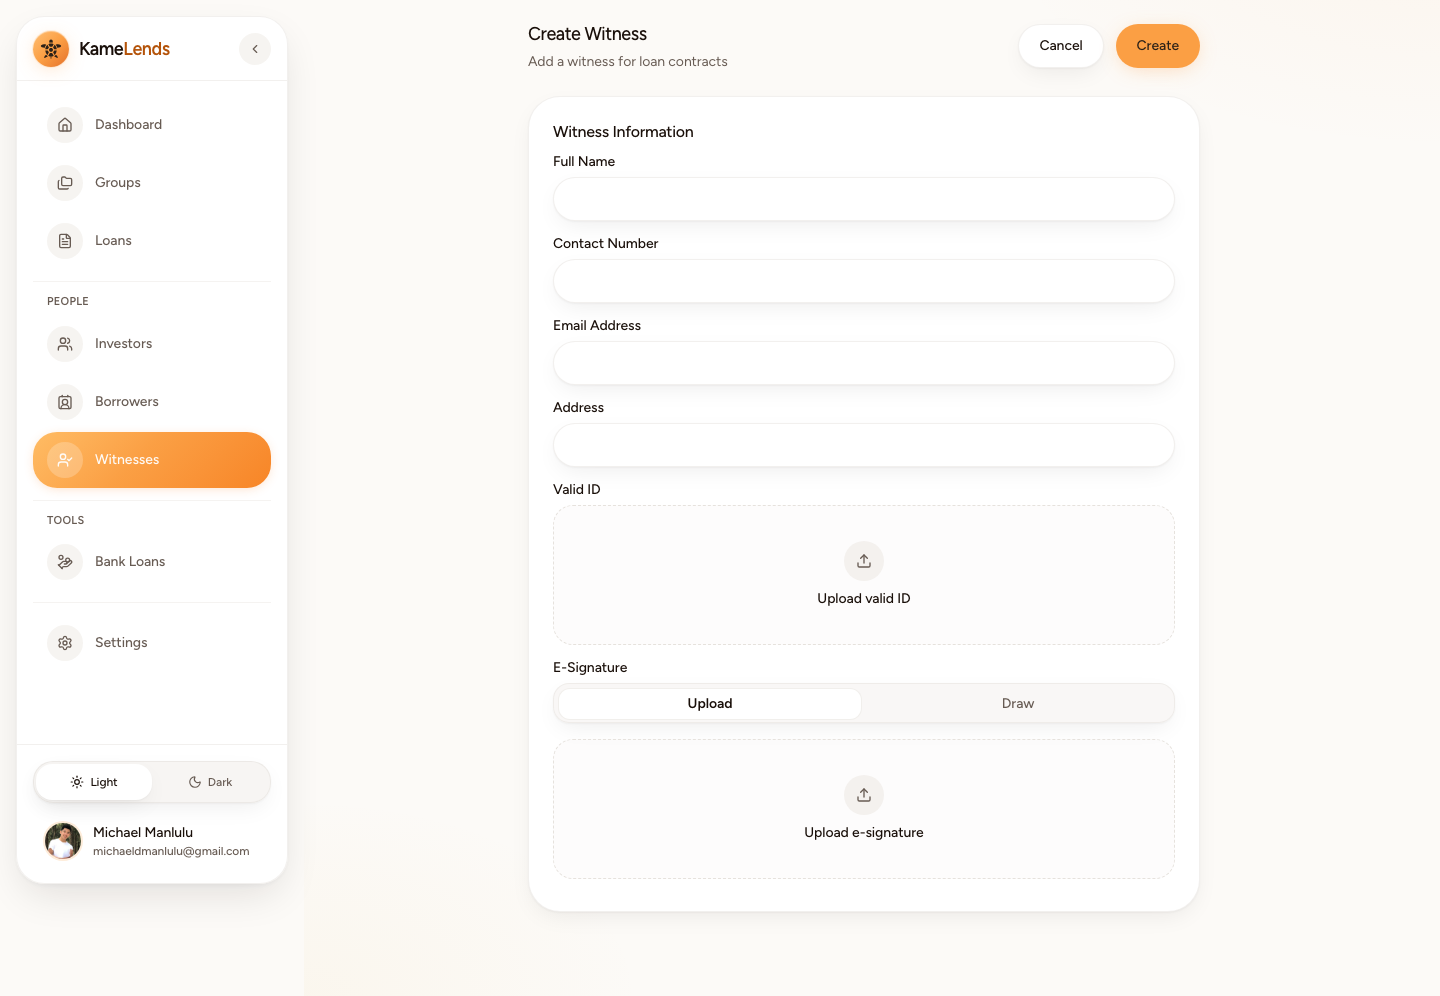 KameLends
Dashboard
Groups
Loans
PEOPLE
Investors
Borrowers
Witnesses
TOOLS
Bank Loans
Settings
Light
Dark
Michael Manlulu
michaeldmanlulu@gmail.com
Create Witness
Add a witness for loan contracts
Cancel
Create
Witness Information
Full Name
Contact Number
Email Address
Address
Valid ID
Upload valid ID
E-Signature
Upload
Draw
Upload e-signature